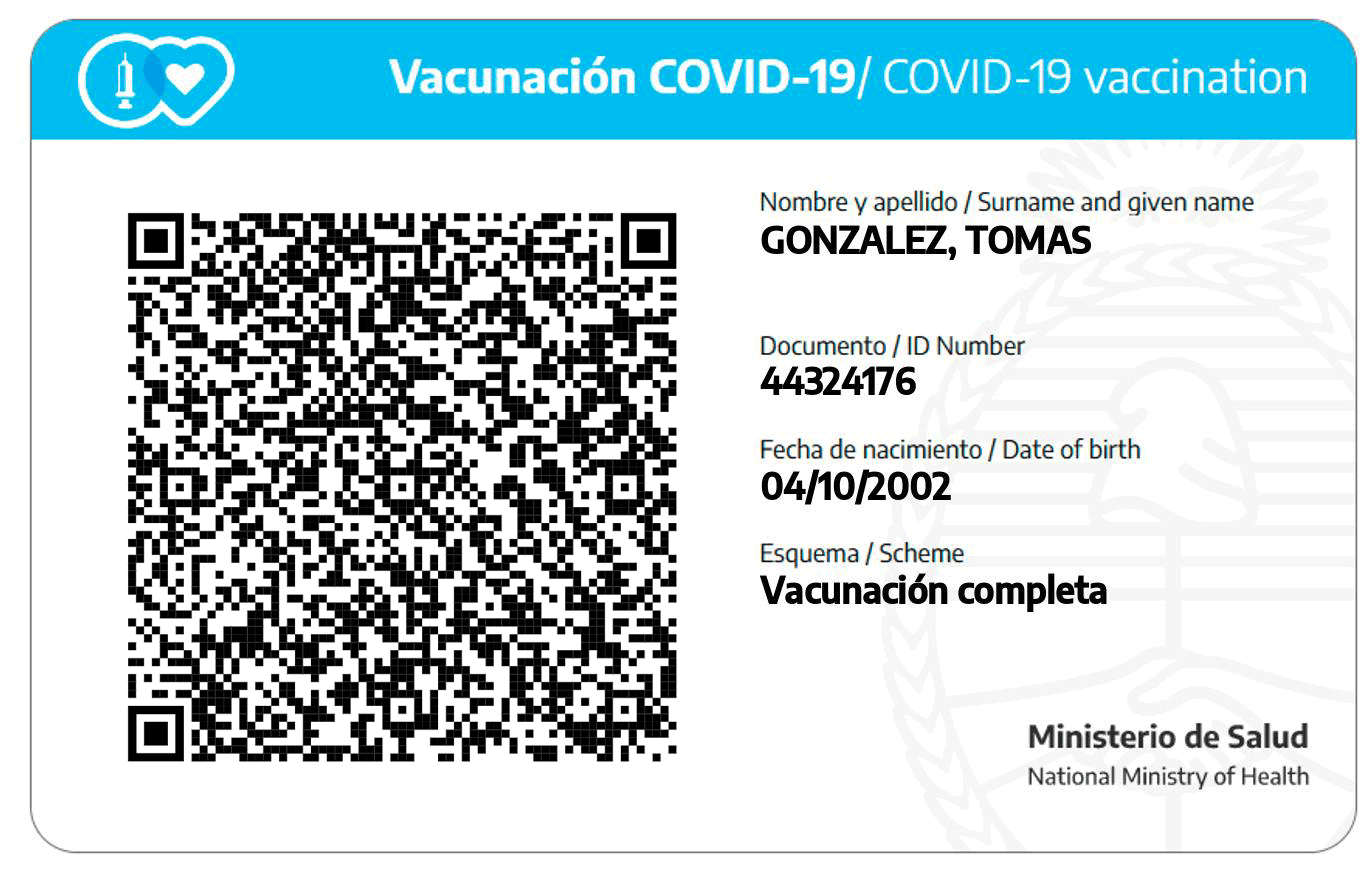 Vacunación COVID-19/ COVID-19 vaccination
Nombre y apellido / Surname and given name
GONZALEZ, TOMAS
Documento / ID Number
44324176
Fecha de nacimiento / Date of birth
04/10/2002
Esquema / Scheme
Vacunación completa
Ministerio de Salud
National Ministry of Health